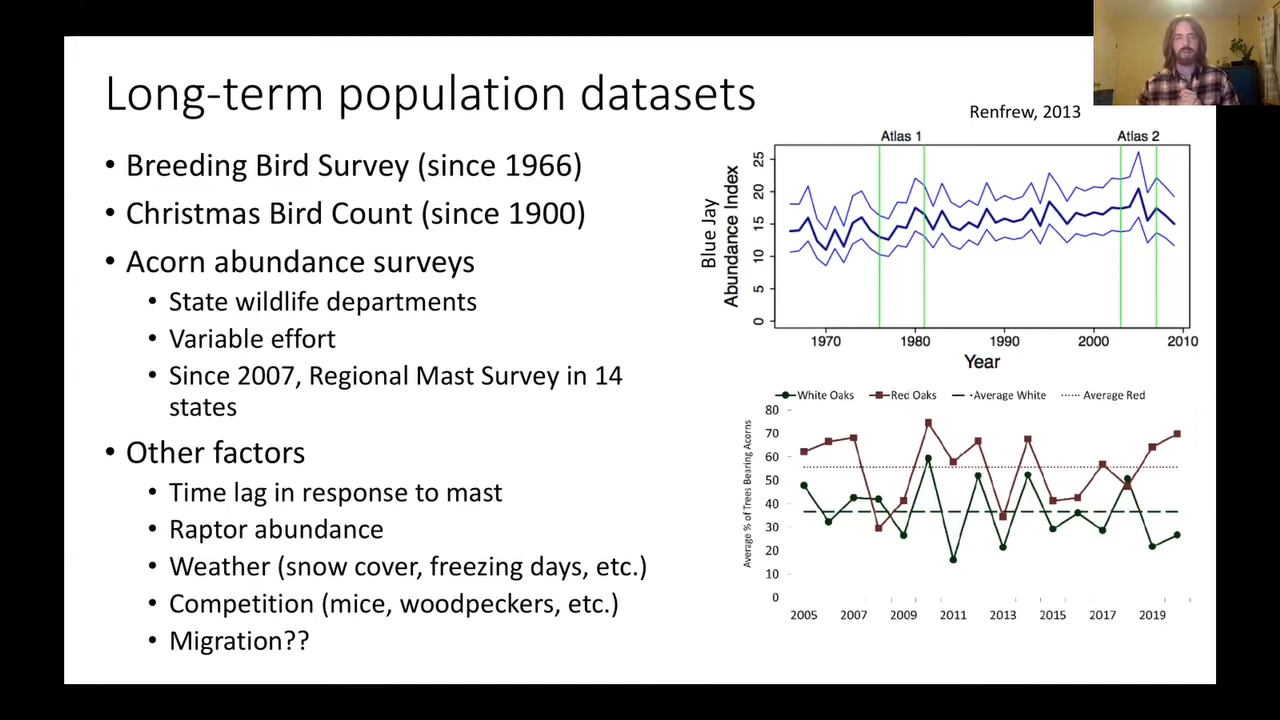 Long-term population datasets
• Breeding Bird Survey (since 1966)
• Christmas Bird Count (since 1900)
• Acorn abundance surveys
• State wildlife departments
• Variable effort
• Since 2007, Regional Mast Survey in 14
states
• Other factors
• Time lag in response to mast
• Raptor abundance
• Weather (snow cover, freezing days, etc.)
• Competition (mice, woodpeckers, etc.)
• Migration??
Renfrew, 2013
Atlas 1 Atlas 2
Blue Jay
Abundance Index
25
20
15
10
5
0
1970 1980 1990 2000 2010
Year
White Oaks Red Oaks Average White Average Red
Average % of Trees Bearing Acorns
80
70
60
50
40
30
20
10
0
2005 2007 2009 2011 2013 2015 2017 2019